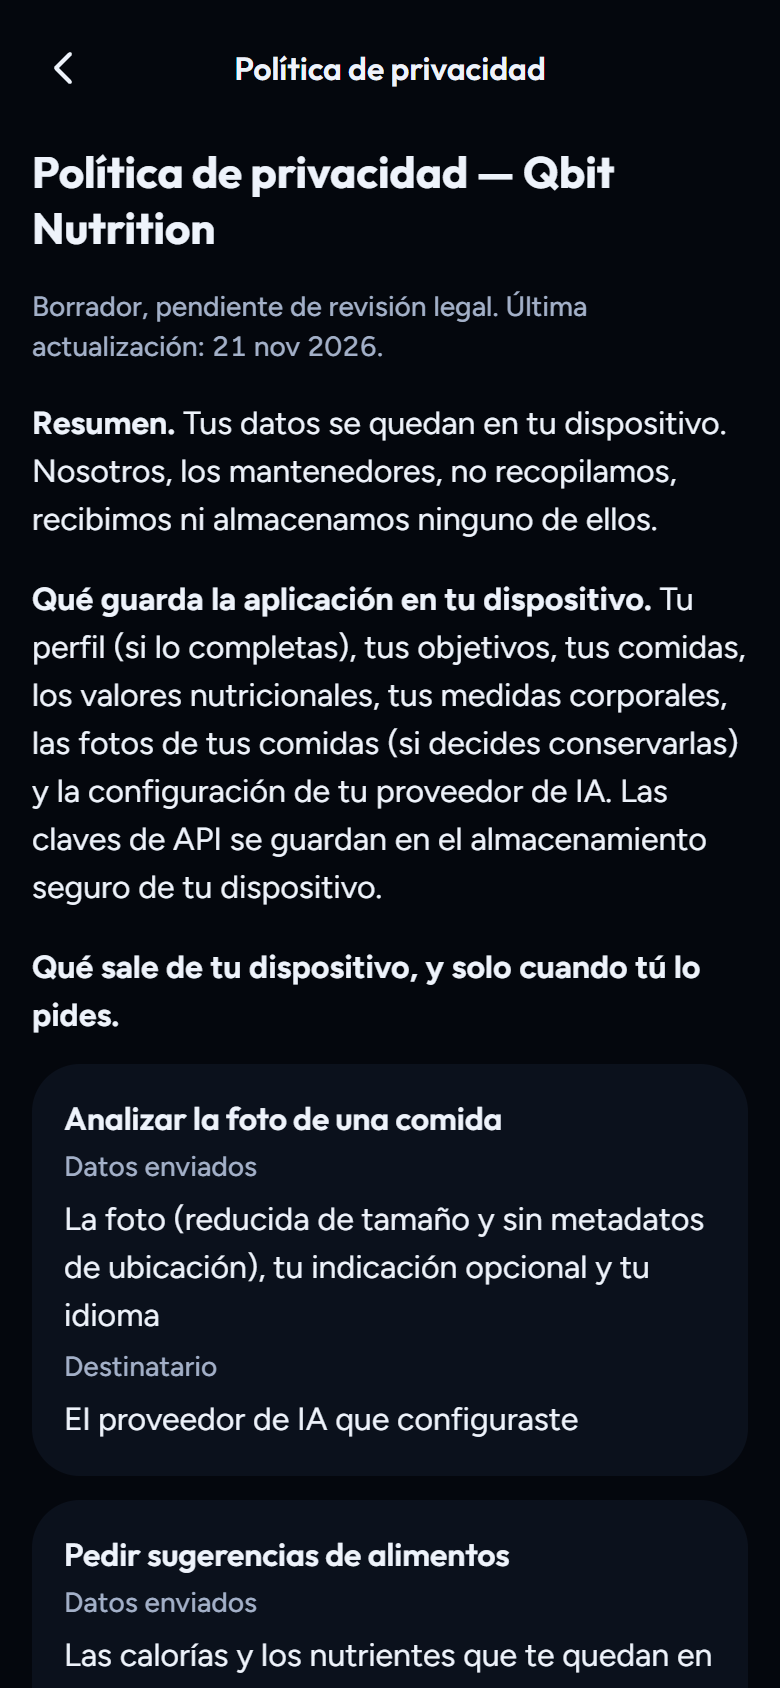 Política de privacidad
Política de privacidad — Qbit
Nutrition
Borrador, pendiente de revisión legal. Última
actualización: 21 nov 2026.
Resumen. Tus datos se quedan en tu dispositivo.
Nosotros, los mantenedores, no recopilamos,
recibimos ni almacenamos ninguno de ellos.
Qué guarda la aplicación en tu dispositivo. Tu
perfil (si lo completas), tus objetivos, tus comidas,
los valores nutricionales, tus medidas corporales,
las fotos de tus comidas (si decides conservarlas)
y la configuración de tu proveedor de IA. Las
claves de API se guardan en el almacenamiento
seguro de tu dispositivo.
Qué sale de tu dispositivo, y solo cuando tú lo
pides.
Analizar la foto de una comida
Datos enviados
La foto (reducida de tamaño y sin metadatos
de ubicación), tu indicación opcional y tu
idioma
Destinatario
El proveedor de IA que configuraste
Pedir sugerencias de alimentos
Datos enviados
Las calorías y los nutrientes que te quedan en